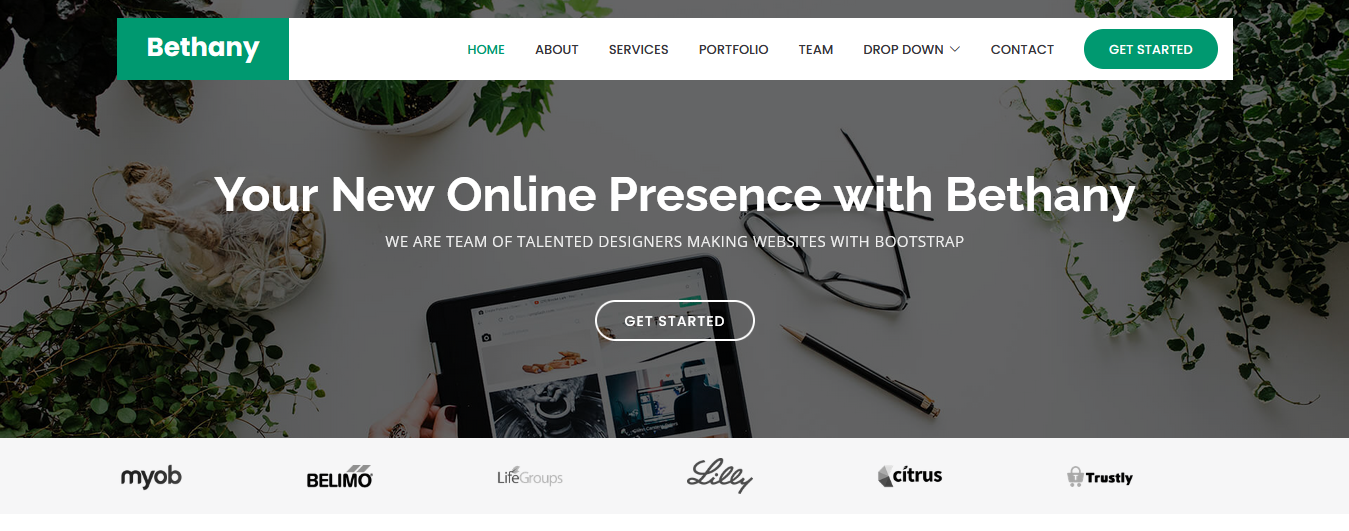 Bethany
HOME ABOUT SERVICES PORTFOLIO TEAM DROP DOWN CONTACT GET STARTED
Your New Online Presence with Bethany
WE ARE TEAM OF TALENTED DESIGNERS MAKING WEBSITES WITH BOOTSTRAP
GET STARTED
myob BELIMO LifeGroups Lilly cítrus Trustly